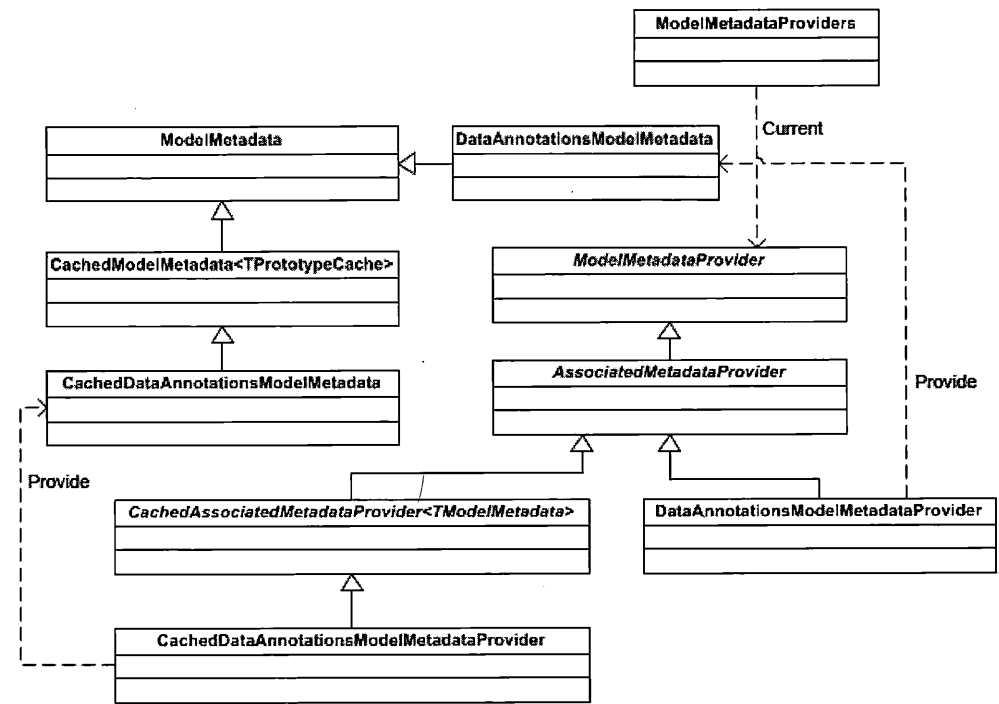 ModelMetadataProviders
Current
ModelMetadata
DataAnnotationsModelMetadata
CachedModelMetadata<TPrototypeCache>
ModelMetadataProvider
CachedDataAnnotationsModelMetadata
AssociatedMetadataProvider
Provide
Provide
CachedAssociatedMetadataProvider<TModelMetadata>
DataAnnotationsModelMetadataProvider
CachedDataAnnotationsModelMetadataProvider